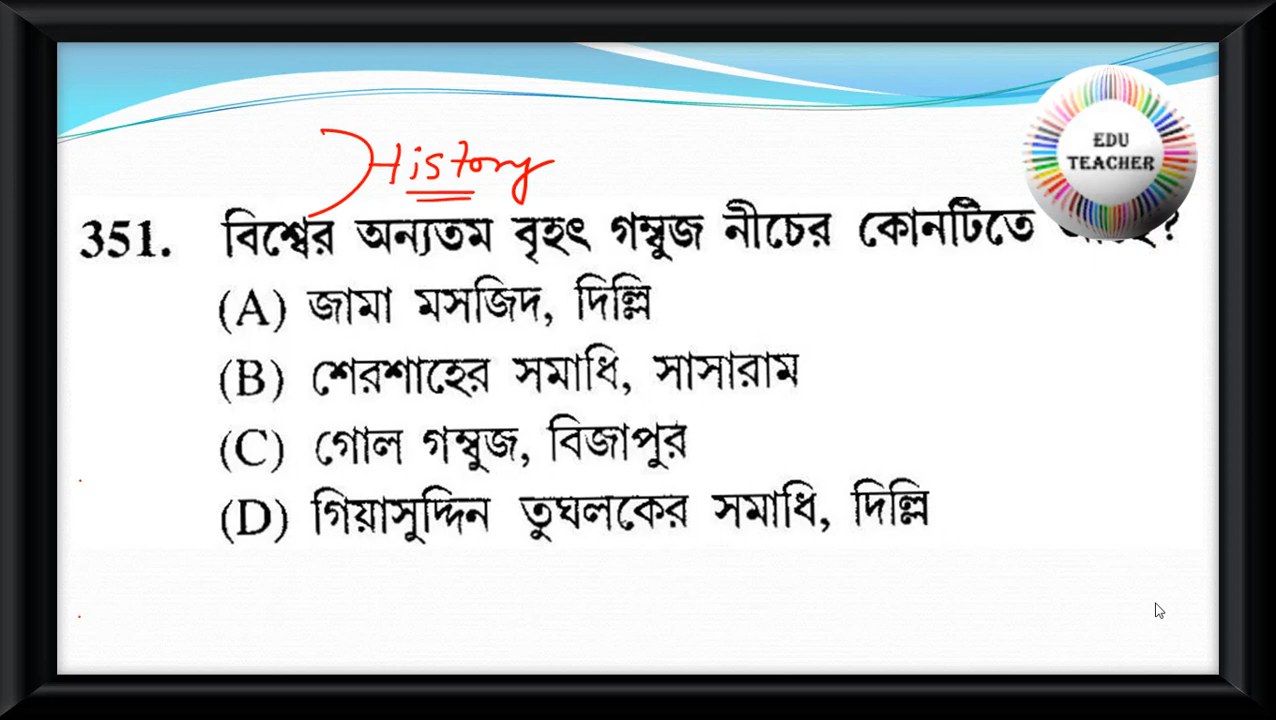 EDU
TEACHER
History
351. বিশ্বের অন্যতম বৃহৎ গম্বুজ নীচের কোনটিতে ?
(A) জামা মসজিদ, দিল্লি
(B) শেরশাহের সমাধি, সাসারাম
(C) গোল গম্বুজ, বিজাপুর
(D) গিয়াসুদ্দিন তুঘলকের সমাধি, দিল্লি